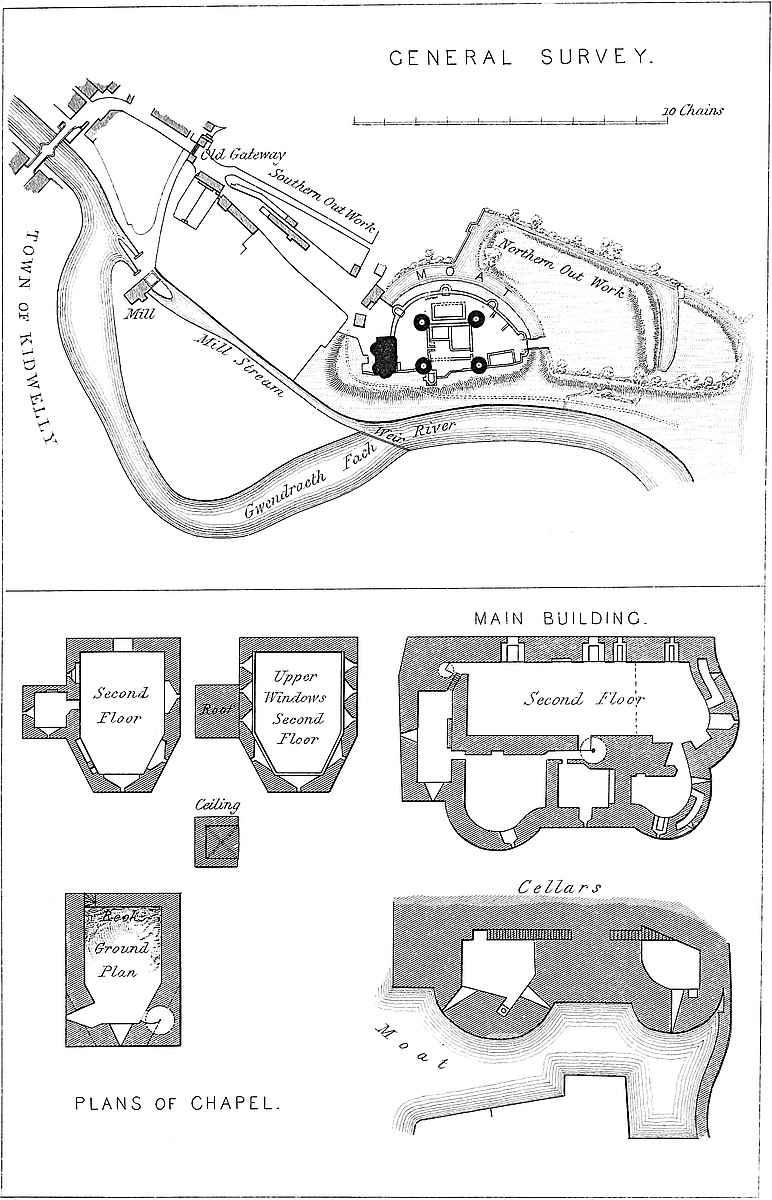 GENERAL SURVEY.
10 Chains
Old Gateway
Southern Out Work
MOAT
Northern Out Work
TOWN OF KIDWELLY
Mill
Mill Stream
Weir
Gwendraeth Fach River
MAIN BUILDING.
Second
Floor
Roof
Upper
Windows
Second
Floor
Second Floor
Ceiling
Cellars
Rock
Ground
Plan
Moat
PLANS OF CHAPEL.